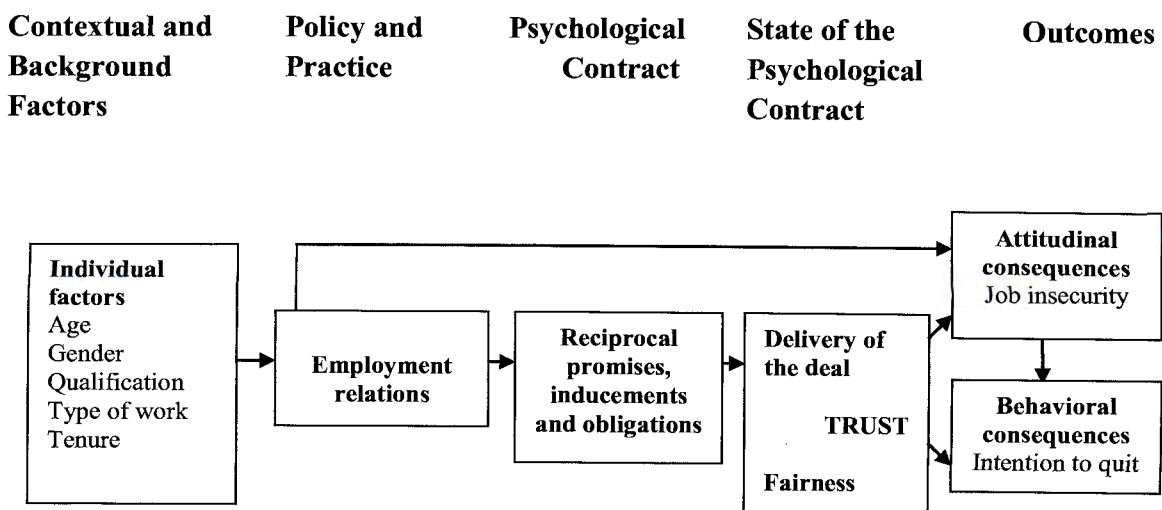 Contextual and
Background
Factors
Policy and
Practice
Psychological
Contract
State of the
Psychological
Contract
Outcomes
Individual
factors
Age
Gender
Qualification
Type of work
Tenure
Employment
relations
Reciprocal
promises,
inducements
and obligations
Delivery of
the deal
TRUST
Fairness
Attitudinal
consequences
Job insecurity
Behavioral
consequences
Intention to quit